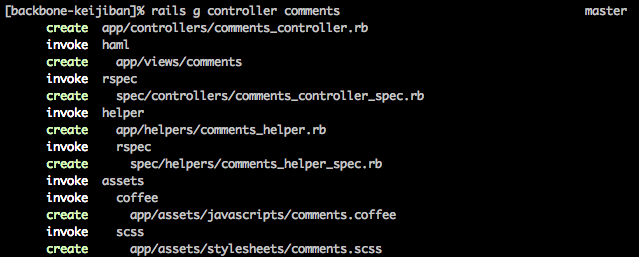 [backbone-keijiban]% rails g controller comments master
create app/controllers/comments_controller.rb
invoke haml
create app/views/comments
invoke rspec
create spec/controllers/comments_controller_spec.rb
invoke helper
create app/helpers/comments_helper.rb
invoke rspec
create spec/helpers/comments_helper_spec.rb
invoke assets
invoke coffee
create app/assets/javascripts/comments.coffee
invoke scss
create app/assets/stylesheets/comments.scss